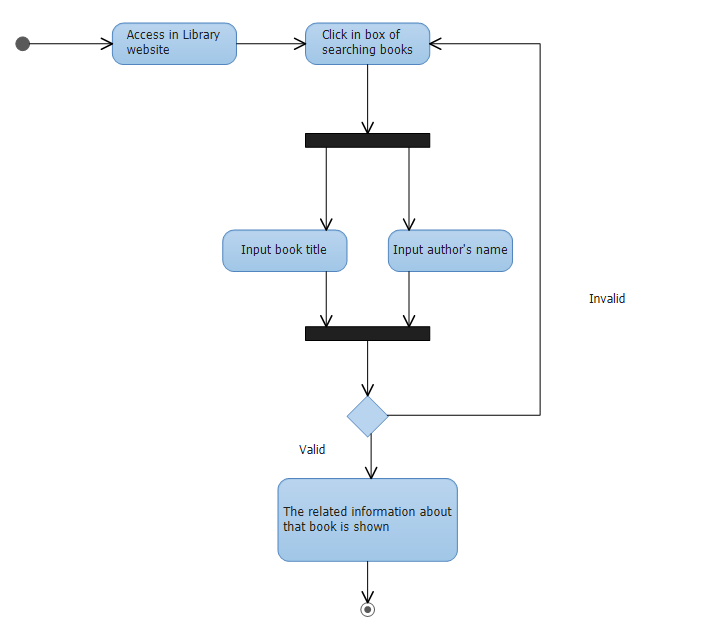 Access in Library
website
Click in box of
searching books
Input book title
Input author's name
Invalid
Valid
The related information about
that book is shown